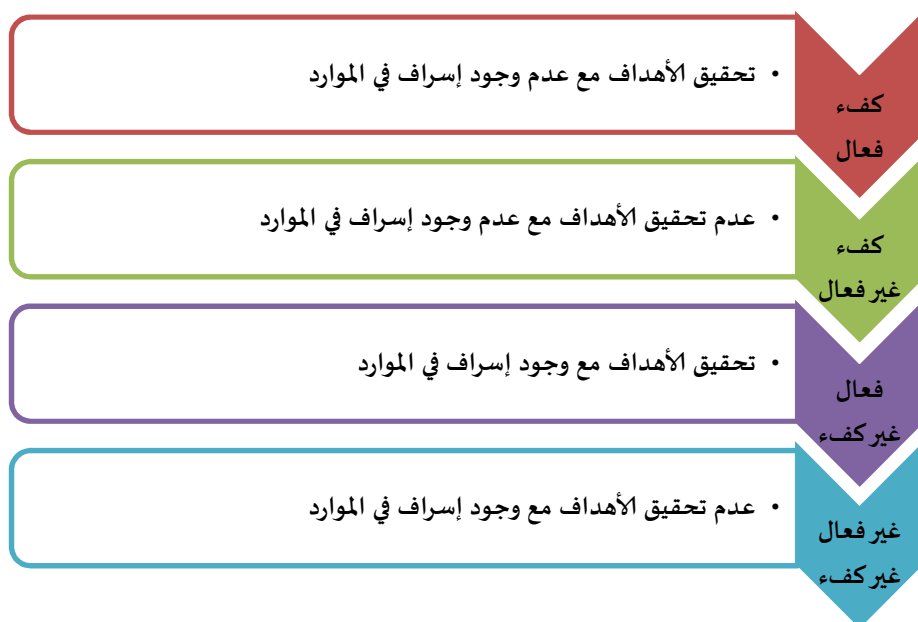 كفء
فعال
• تحقيق الأهداف مع عدم وجود إسراف في الموارد
كفء
غير فعال
• عدم تحقيق الأهداف مع عدم وجود إسراف في الموارد
فعال
غير كفء
• تحقيق الأهداف مع وجود إسراف في الموارد
غير فعال
غير كفء
• عدم تحقيق الأهداف مع وجود إسراف في الموارد